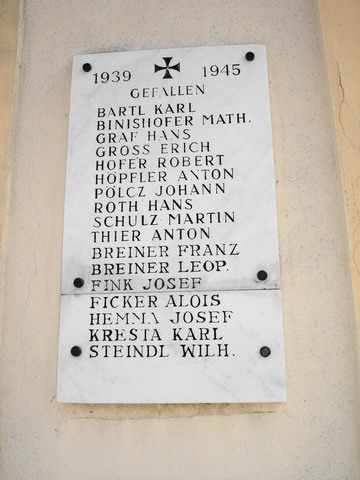 1939 1945
GEFALLEN
BARTL KARL
BINISHOFER MATH.
GRAF HANS
GROSS ERICH
HOFER ROBERT
HÖPFLER ANTON
PÖLCZ JOHANN
ROTH HANS
SCHULZ MARTIN
THIER ANTON
BREINER FRANZ
BREINER LEOP.
FINK JOSEF
FICKER ALOIS
HEMMA JOSEF
KRESTA KARL
STEINDL WILH.